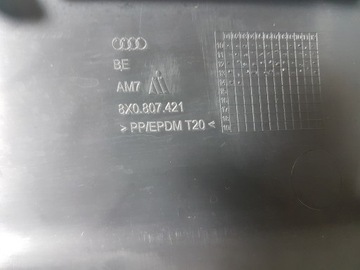 BE
AM7
8X0.807.421
> PP/EPDM T20 <